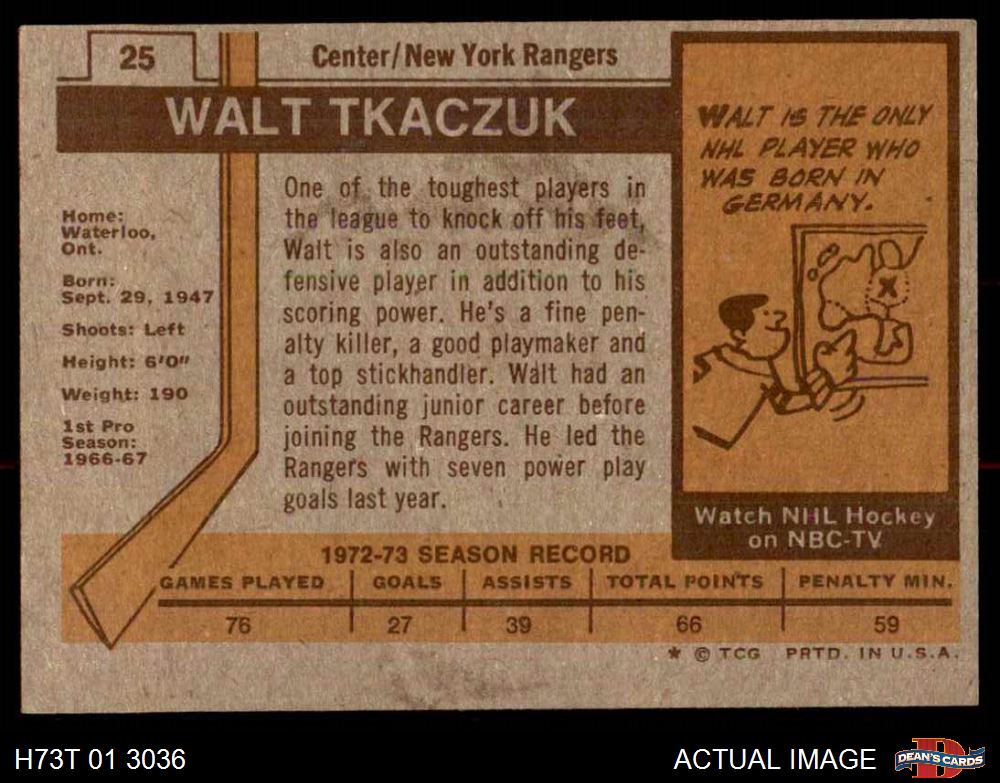 25
Center/New York Rangers
WALT TKACZUK
Home:
Waterloo,
Ont.
Born:
Sept. 29, 1947
Shoots: Left
Height: 6'0"
Weight: 190
1st Pro
Season:
1966-67
One of the toughest players in
the league to knock off his feet,
Walt is also an outstanding de-
fensive player in addition to his
scoring power. He's a fine pen-
alty killer, a good playmaker and
a top stickhandler. Walt had an
outstanding junior career before
joining the Rangers. He led the
Rangers with seven power play
goals last year.
WALT IS THE ONLY
NHL PLAYER WHO
WAS BORN IN
GERMANY.
X
Watch NHL Hockey
on NBC-TV
1972-73 SEASON RECORD
GAMES PLAYED GOALS ASSISTS TOTAL POINTS PENALTY MIN.
76 27 39 66 59
* © TCG PRTD. IN U.S.A.
H73T 01 3036
ACTUAL IMAGE
D
DEAN'S CARDS